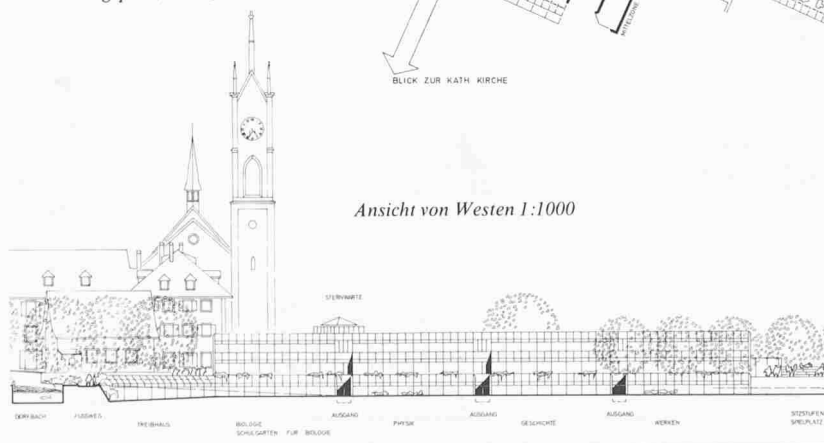 MITTELZONE
BLICK ZUR KATH. KIRCHE
Ansicht von Westen 1:1000
STERNWARTE
DORFBACH FUSSWEG TREIBHAUS BIOLOGIE AUSGANG PHYSIK AUSGANG GESCHICHTE AUSGANG WERKEN SITZSTUFEN
SCHULGARTEN FÜR BIOLOGIE SPIELPLATZ